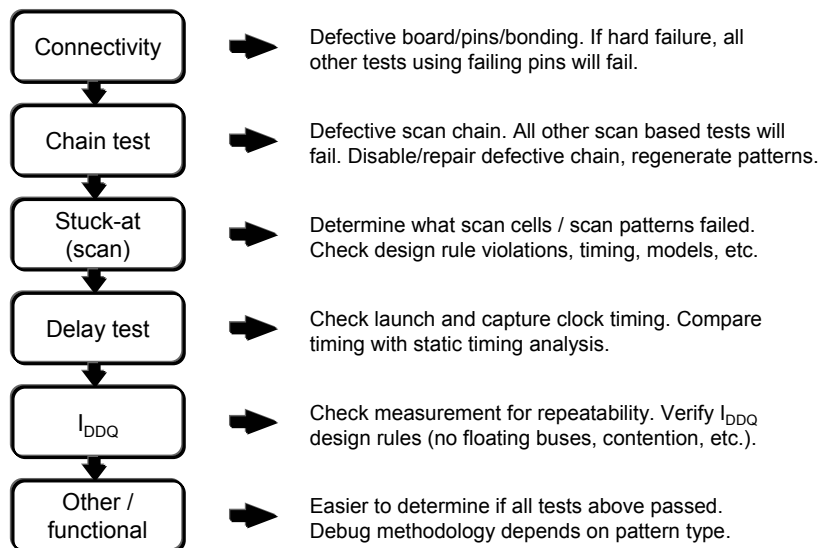 Connectivity
Defective board/pins/bonding. If hard failure, all
other tests using failing pins will fail.
Chain test
Defective scan chain. All other scan based tests will
fail. Disable/repair defective chain, regenerate patterns.
Stuck-at
(scan)
Determine what scan cells / scan patterns failed.
Check design rule violations, timing, models, etc.
Delay test
Check launch and capture clock timing. Compare
timing with static timing analysis.
IDDQ
Check measurement for repeatability. Verify IDDQ
design rules (no floating buses, contention, etc.).
Other /
functional
Easier to determine if all tests above passed.
Debug methodology depends on pattern type.